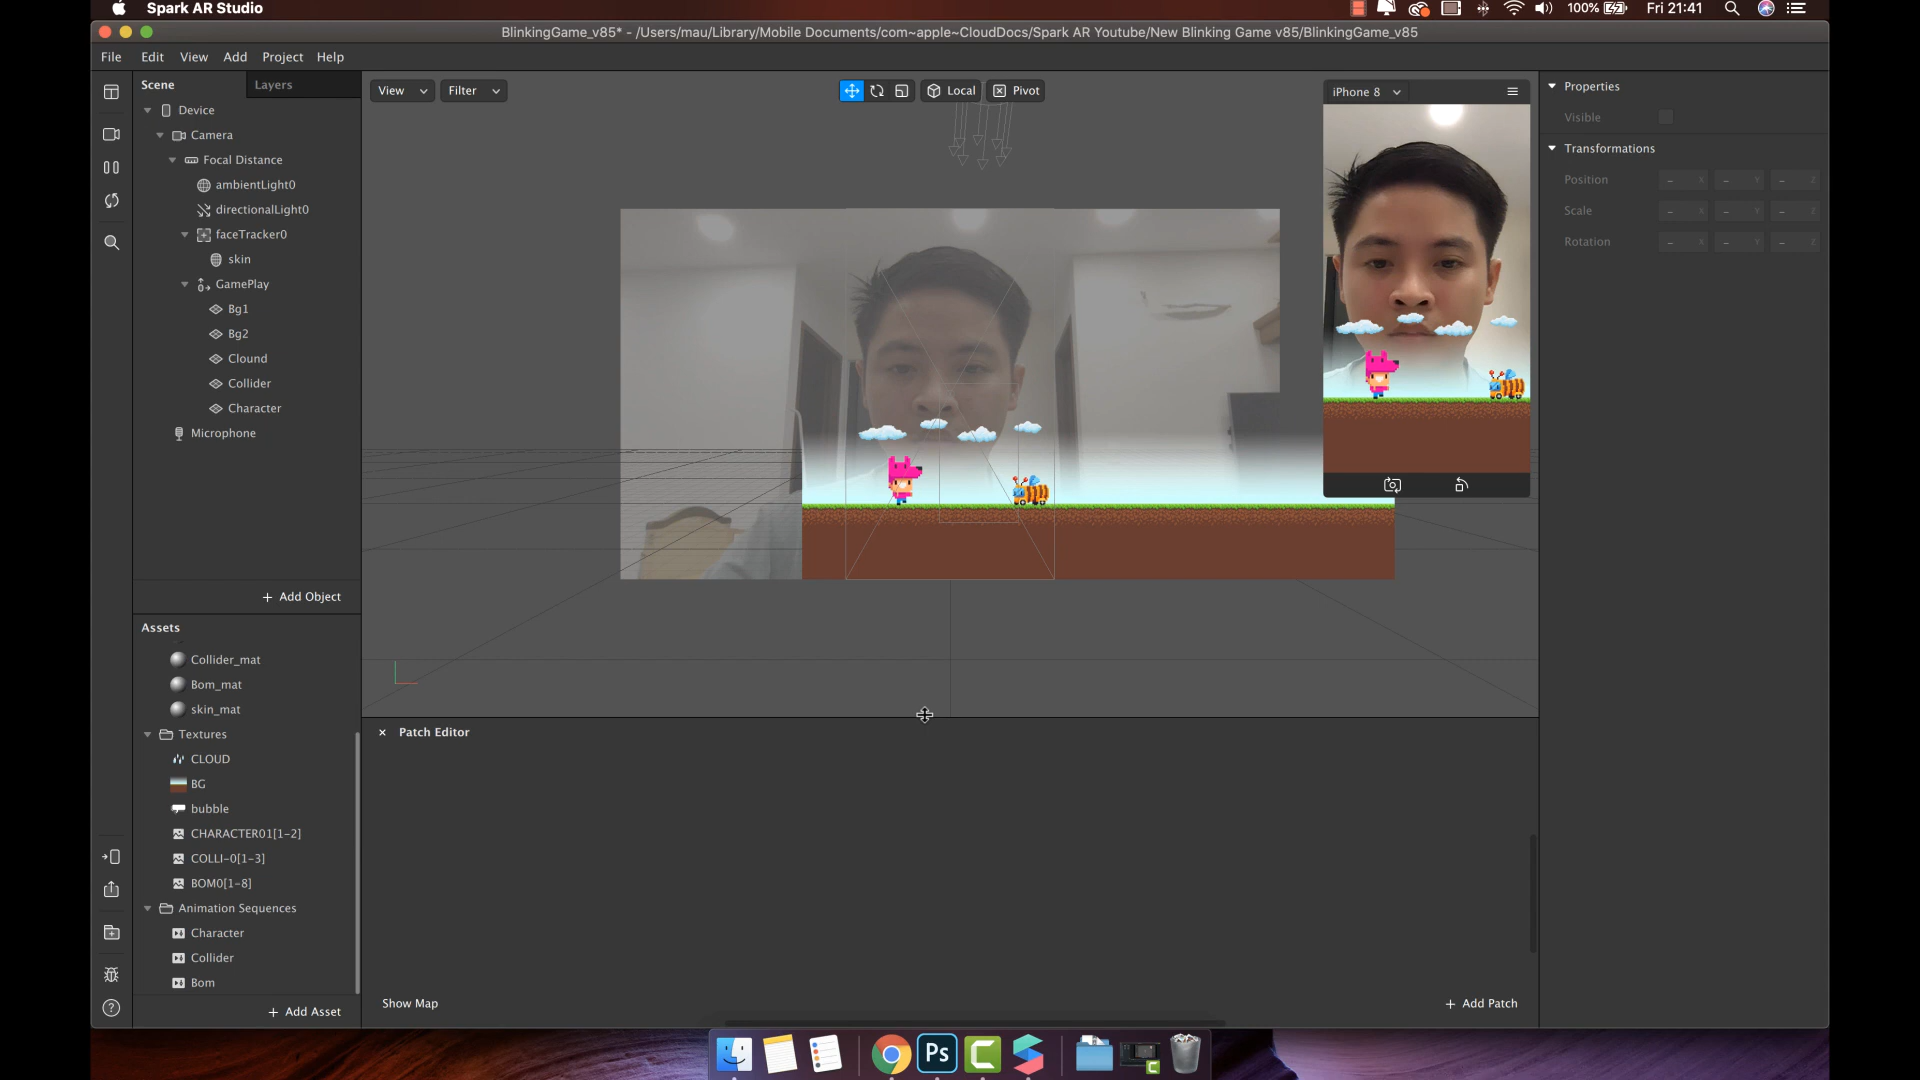 Spark AR Studio
100%
Fri 21:41
BlinkingGame_v85* - /Users/mau/Library/Mobile Documents/com~apple~CloudDocs/Spark AR Youtube/New Blinking Game v85/BlinkingGame_v85
File Edit View Add Project Help
Scene
Layers
View
Filter
Local
Pivot
iPhone 8
Properties
Device
Visible
Camera
Transformations
Focal Distance
Position
X
Y
Z
ambientLight0
Scale
X
Y
Z
directionalLight0
Rotation
X
Y
Z
faceTracker0
skin
GamePlay
Bg1
Bg2
Clound
Collider
Character
Microphone
+ Add Object
Assets
Collider_mat
Bom_mat
skin_mat
Textures
CLOUD
BG
bubble
CHARACTER01[1-2]
COLLI-0[1-3]
BOM0[1-8]
Animation Sequences
Character
Collider
Bom
+ Add Asset
× Patch Editor
Show Map
+ Add Patch
Ps